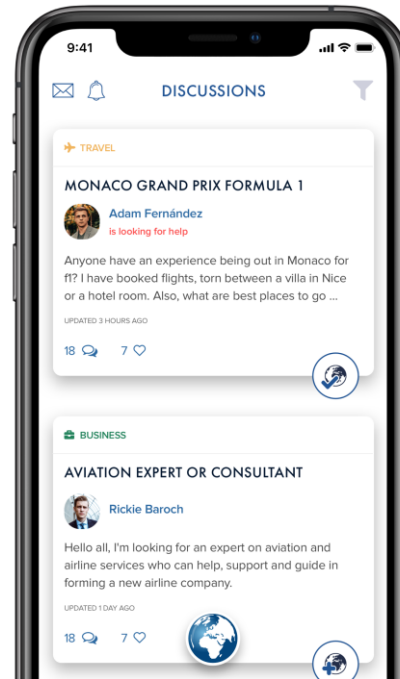 9:41
DISCUSSIONS
TRAVEL
MONACO GRAND PRIX FORMULA 1
Adam Fernández
is looking for help
Anyone have an experience being out in Monaco for
f1? I have booked flights, torn between a villa in Nice
or a hotel room. Also, what are best places to go ...
UPDATED 3 HOURS AGO
18 7
BUSINESS
AVIATION EXPERT OR CONSULTANT
Rickie Baroch
Hello all, I'm looking for an expert on aviation and
airline services who can help, support and guide in
forming a new airline company.
UPDATED 1 DAY AGO
18 7